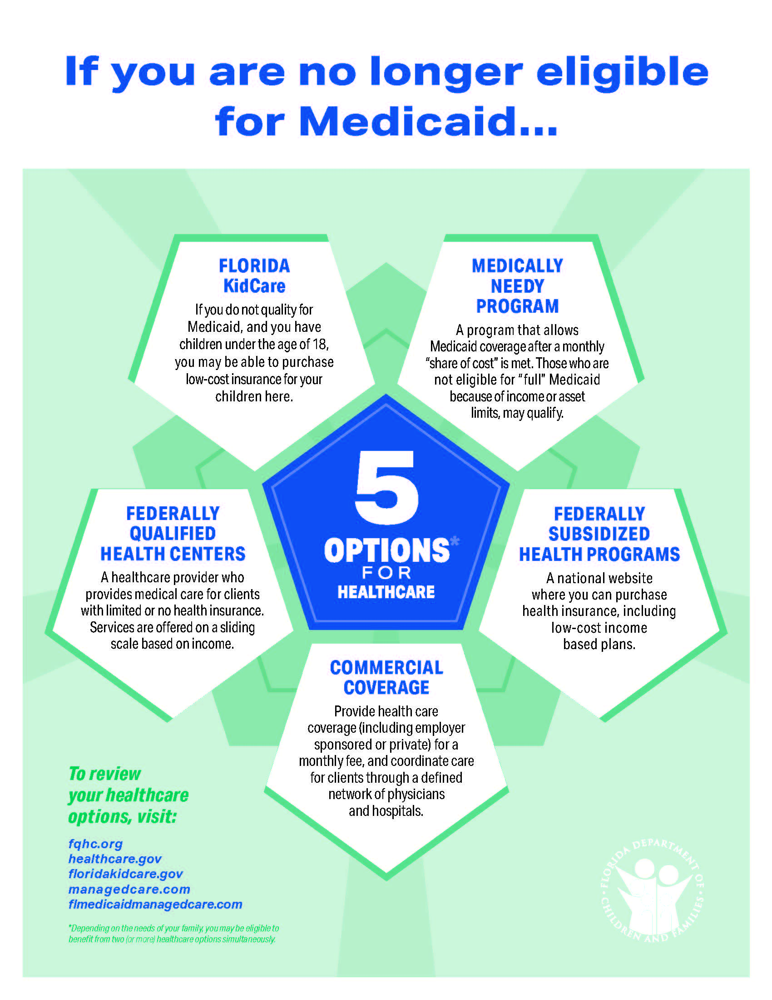 If you are no longer eligible
for Medicaid...
FLORIDA
KidCare
If you do not quality for
Medicaid, and you have
children under the age of 18,
you may be able to purchase
low-cost insurance for your
children here.
MEDICALLY
NEEDY
PROGRAM
A program that allows
Medicaid coverage after a monthly
“share of cost” is met. Those who are
not eligible for “full” Medicaid
because of income or asset
limits, may qualify.
5
OPTIONS*
FOR
HEALTHCARE
FEDERALLY
QUALIFIED
HEALTH CENTERS
A healthcare provider who
provides medical care for clients
with limited or no health insurance.
Services are offered on a sliding
scale based on income.
FEDERALLY
SUBSIDIZED
HEALTH PROGRAMS
A national website
where you can purchase
health insurance, including
low-cost income
based plans.
COMMERCIAL
COVERAGE
Provide health care
coverage (including employer
sponsored or private) for a
monthly fee, and coordinate care
for clients through a defined
network of physicians
and hospitals.
To review
your healthcare
options, visit:
fqhc.org
healthcare.gov
floridakidcare.gov
managedcare.com
flmedicaidmanagedcare.com
*Depending on the needs of your family, you may be eligible to
benefit from two (or more) healthcare options simultaneously.
FLORIDA DEPARTMENT OF • CHILDREN AND FAMILIES •